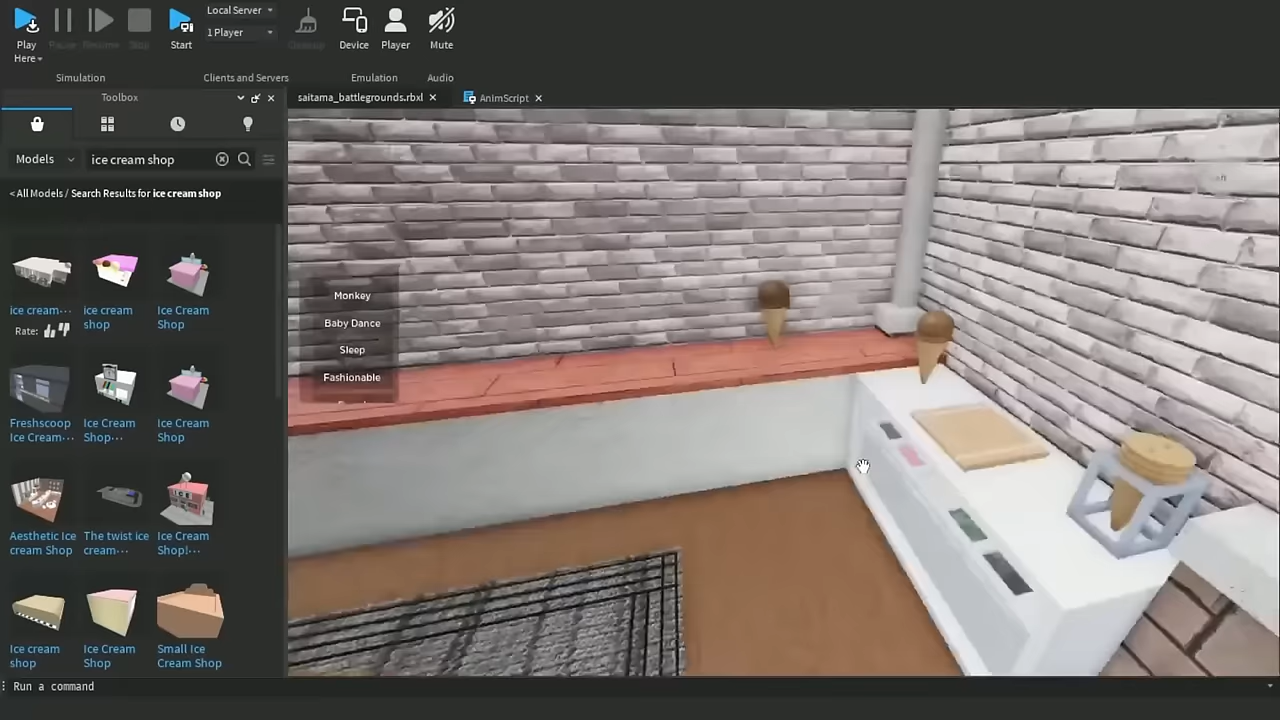 Local Server
1 Player
Play
Here
Pause
Resume
Stop
Start
Cleanup
Device
Player
Mute
Simulation
Clients and Servers
Emulation
Audio
Toolbox
saitama_battlegrounds.rbxl
AnimScript
Models
ice cream shop
< All Models / Search Results for ice cream shop
ice cream···
Rate:
ice cream
shop
Ice Cream
Shop
Freshscoop
Ice Cream···
Ice Cream
Shop···
Ice Cream
Shop
Aesthetic Ice
cream Shop
The twist ice
cream···
Ice Cream
Shop!···
Ice cream
shop
Ice Cream
Shop
Small Ice
Cream Shop
Monkey
Baby Dance
Sleep
Fashionable
Run a command